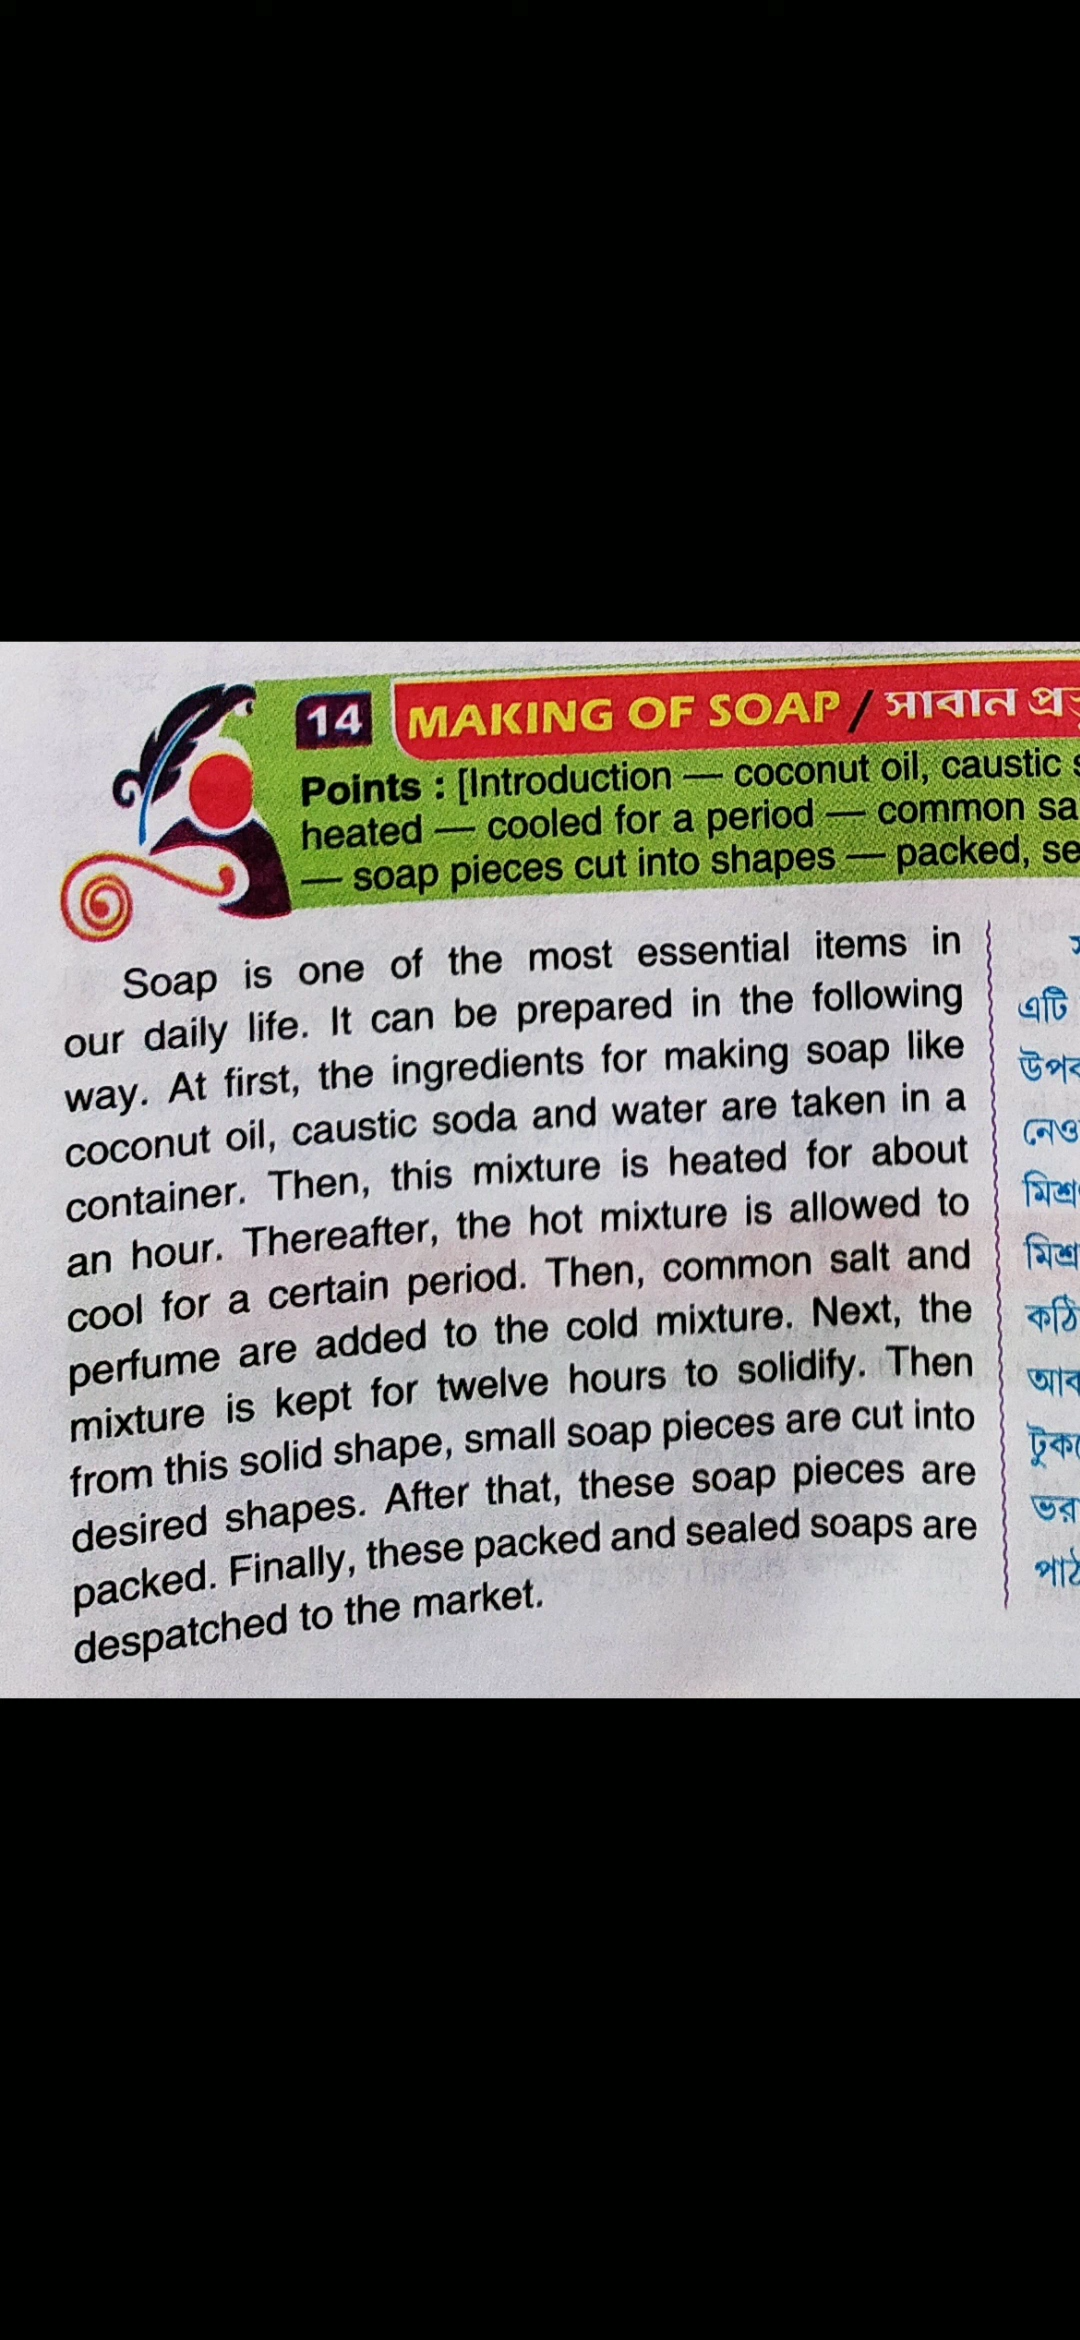 14 MAKING OF SOAP / সাবান
Points : [Introduction — coconut oil, caustic
heated — cooled for a period — common
— soap pieces cut into shapes — packed,
Soap is one of the most essential items in
our daily life. It can be prepared in the following
way. At first, the ingredients for making soap like
coconut oil, caustic soda and water are taken in a
container. Then, this mixture is heated for about
an hour. Thereafter, the hot mixture is allowed to
cool for a certain period. Then, common salt and
perfume are added to the cold mixture. Next, the
mixture is kept for twelve hours to solidify. Then
from this solid shape, small soap pieces are cut into
desired shapes. After that, these soap pieces are
packed. Finally, these packed and sealed soaps are
despatched to the market.
এটি